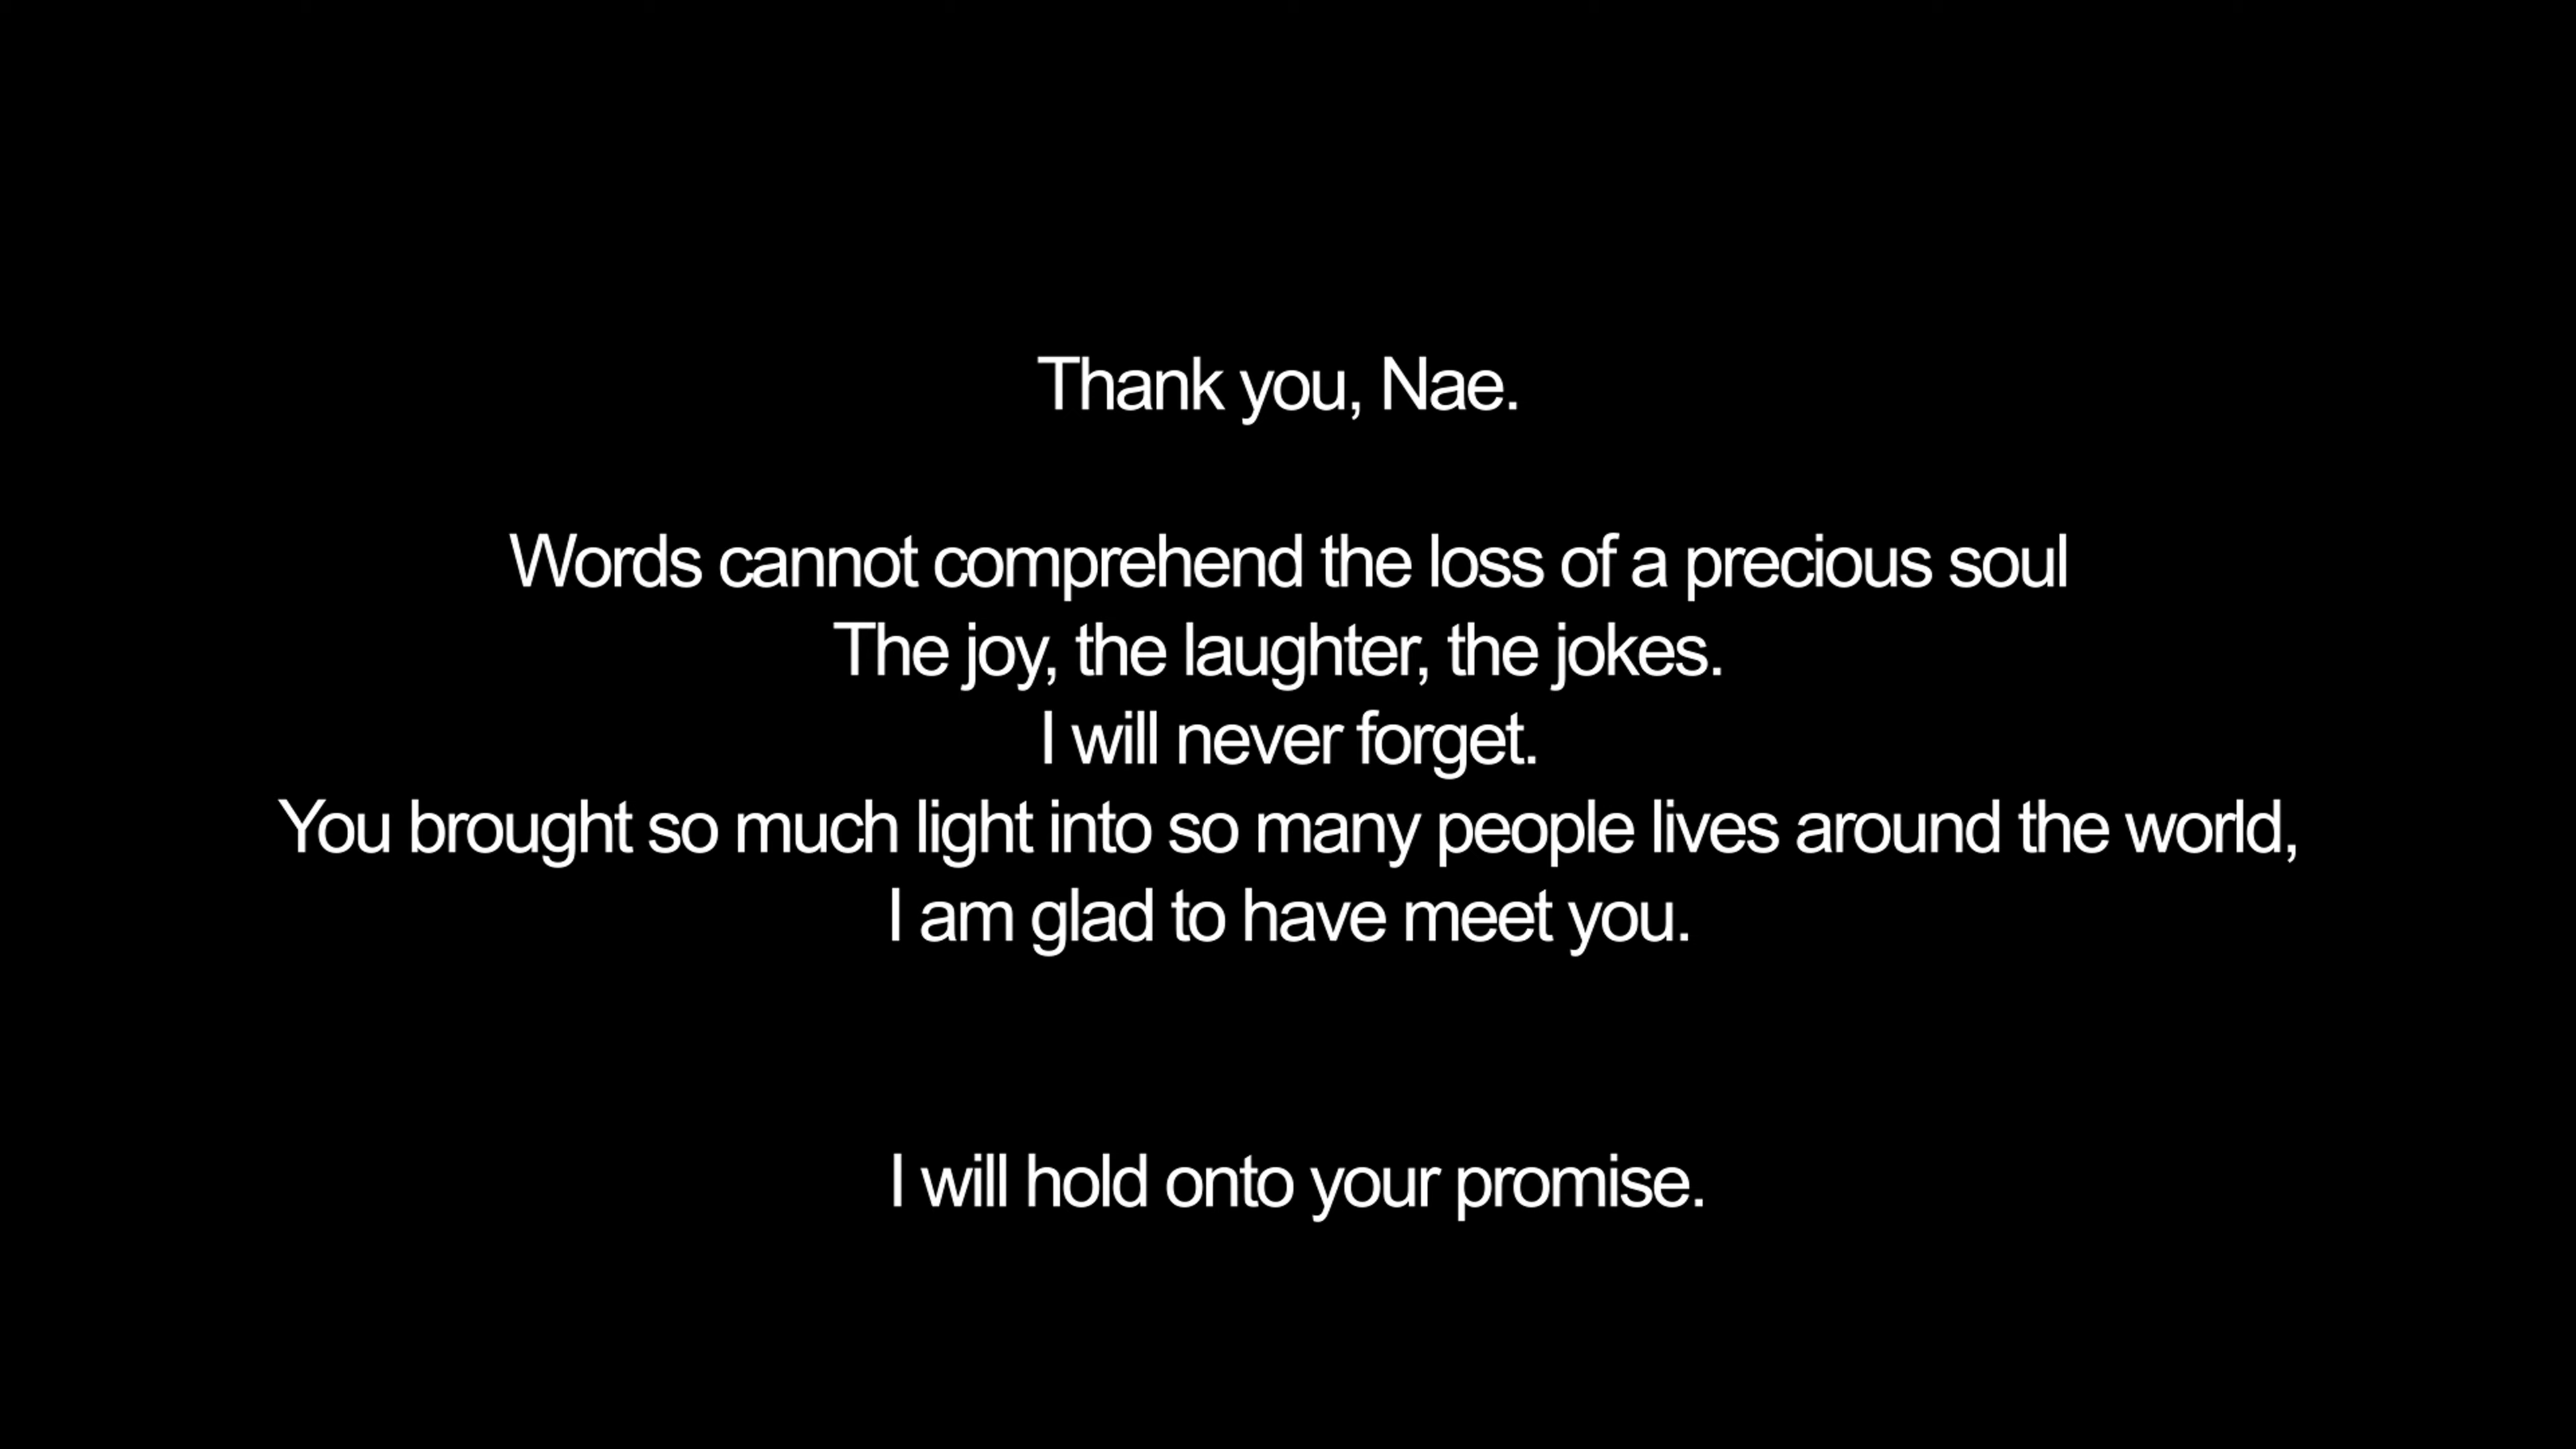 Thank you, Nae.
Words cannot comprehend the loss of a precious soul
The joy, the laughter, the jokes.
I will never forget.
You brought so much light into so many people lives around the world,
I am glad to have meet you.
I will hold onto your promise.